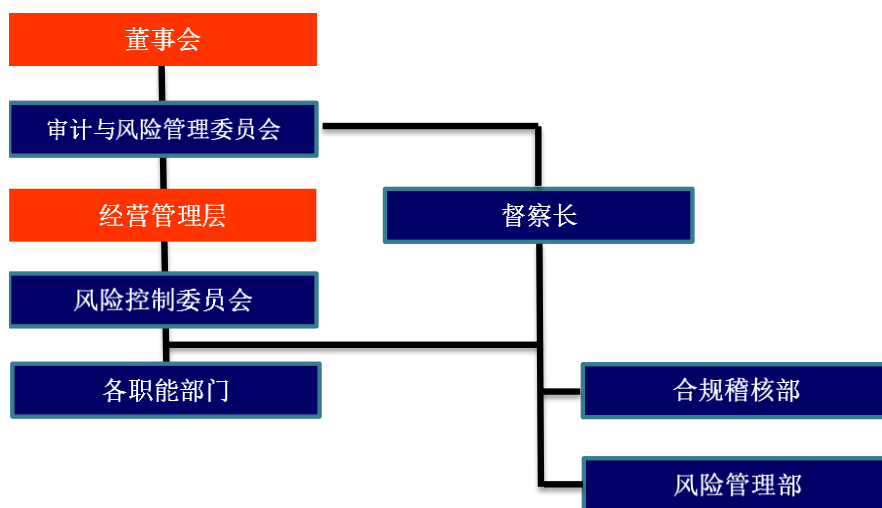 董事会
审计与风险管理委员会
经营管理层
督察长
风险控制委员会
各职能部门
合规稽核部
风险管理部